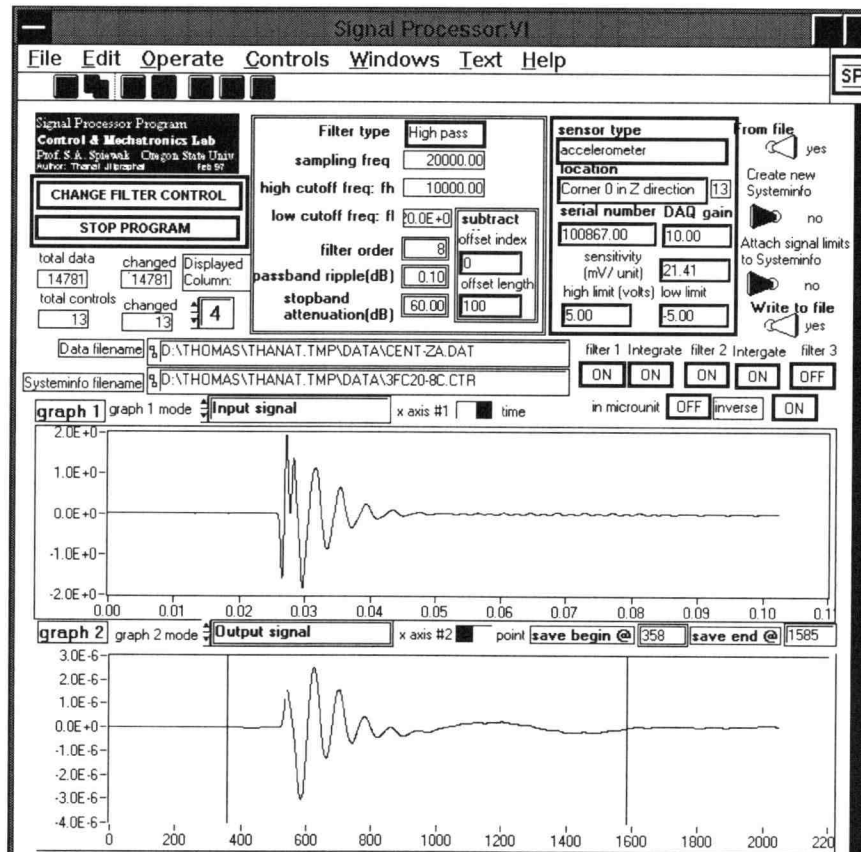 Signal Processor.VI
File Edit Operate Controls Windows Text Help
SP
Signal Processor Program
Control & Mechatronics Lab
Prof. S.A. Spiewak Oregon State Univ
Author: Thanat Jitpraphai Feb 97
CHANGE FILTER CONTROL
STOP PROGRAM
total data changed Displayed Column:
14781 14781
total controls changed
13 13 4
Filter type High pass
sampling freq 20000.00
high cutoff freq: fh 10000.00
low cutoff freq: fl 20.0E+0
filter order 8
passband ripple(dB) 0.10
stopband attenuation(dB) 60.00
subtract
offset index
0
offset length
100
sensor type
accelerometer
location
Corner 0 in Z direction 13
serial number DAQ gain
100867.00 10.00
sensitivity (mV/ unit) 21.41
high limit (volts) low limit
5.00 -5.00
From file
yes
Create new Systeminfo
no
Attach signal limits to Systeminfo
no
Write to file
yes
Data filename D:\THOMAS\THANAT.TMP\DATA\CENT-ZA.DAT
Systeminfo filename D:\THOMAS\THANAT.TMP\DATA\3FC20-8C.CTR
filter 1 Integrate filter 2 Intergate filter 3
ON ON ON ON OFF
in microunit OFF inverse ON
graph 1 graph 1 mode Input signal x axis #1 time
2.0E+0
1.0E+0
0.0E+0
-1.0E+0
-2.0E+0
0.00 0.01 0.02 0.03 0.04 0.05 0.06 0.07 0.08 0.09 0.10 0.11
graph 2 graph 2 mode Output signal x axis #2 point save begin @ 358 save end @ 1585
3.0E-6
2.0E-6
1.0E-6
0.0E+0
-1.0E-6
-2.0E-6
-3.0E-6
-4.0E-6
0 200 400 600 800 1000 1200 1400 1600 1800 2000 220